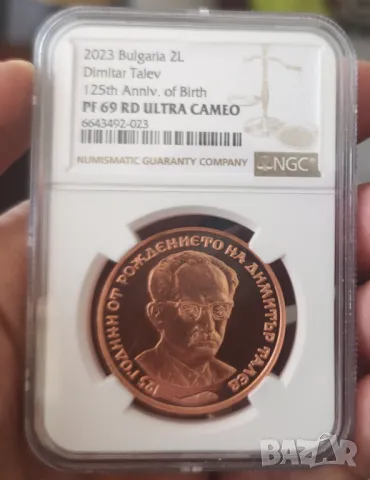 2023 Bulgaria 2L
Dimitar Talev
125th Anniv. of Birth
PF 69 RD ULTRA CAMEO
6643492-023
NUMISMATIC GUARANTY COMPANY
NGC
125 ГОДИНИ ОТ РОЖДЕНИЕТО НА ДИМИТЪР ТАЛЕВ
BAZAR